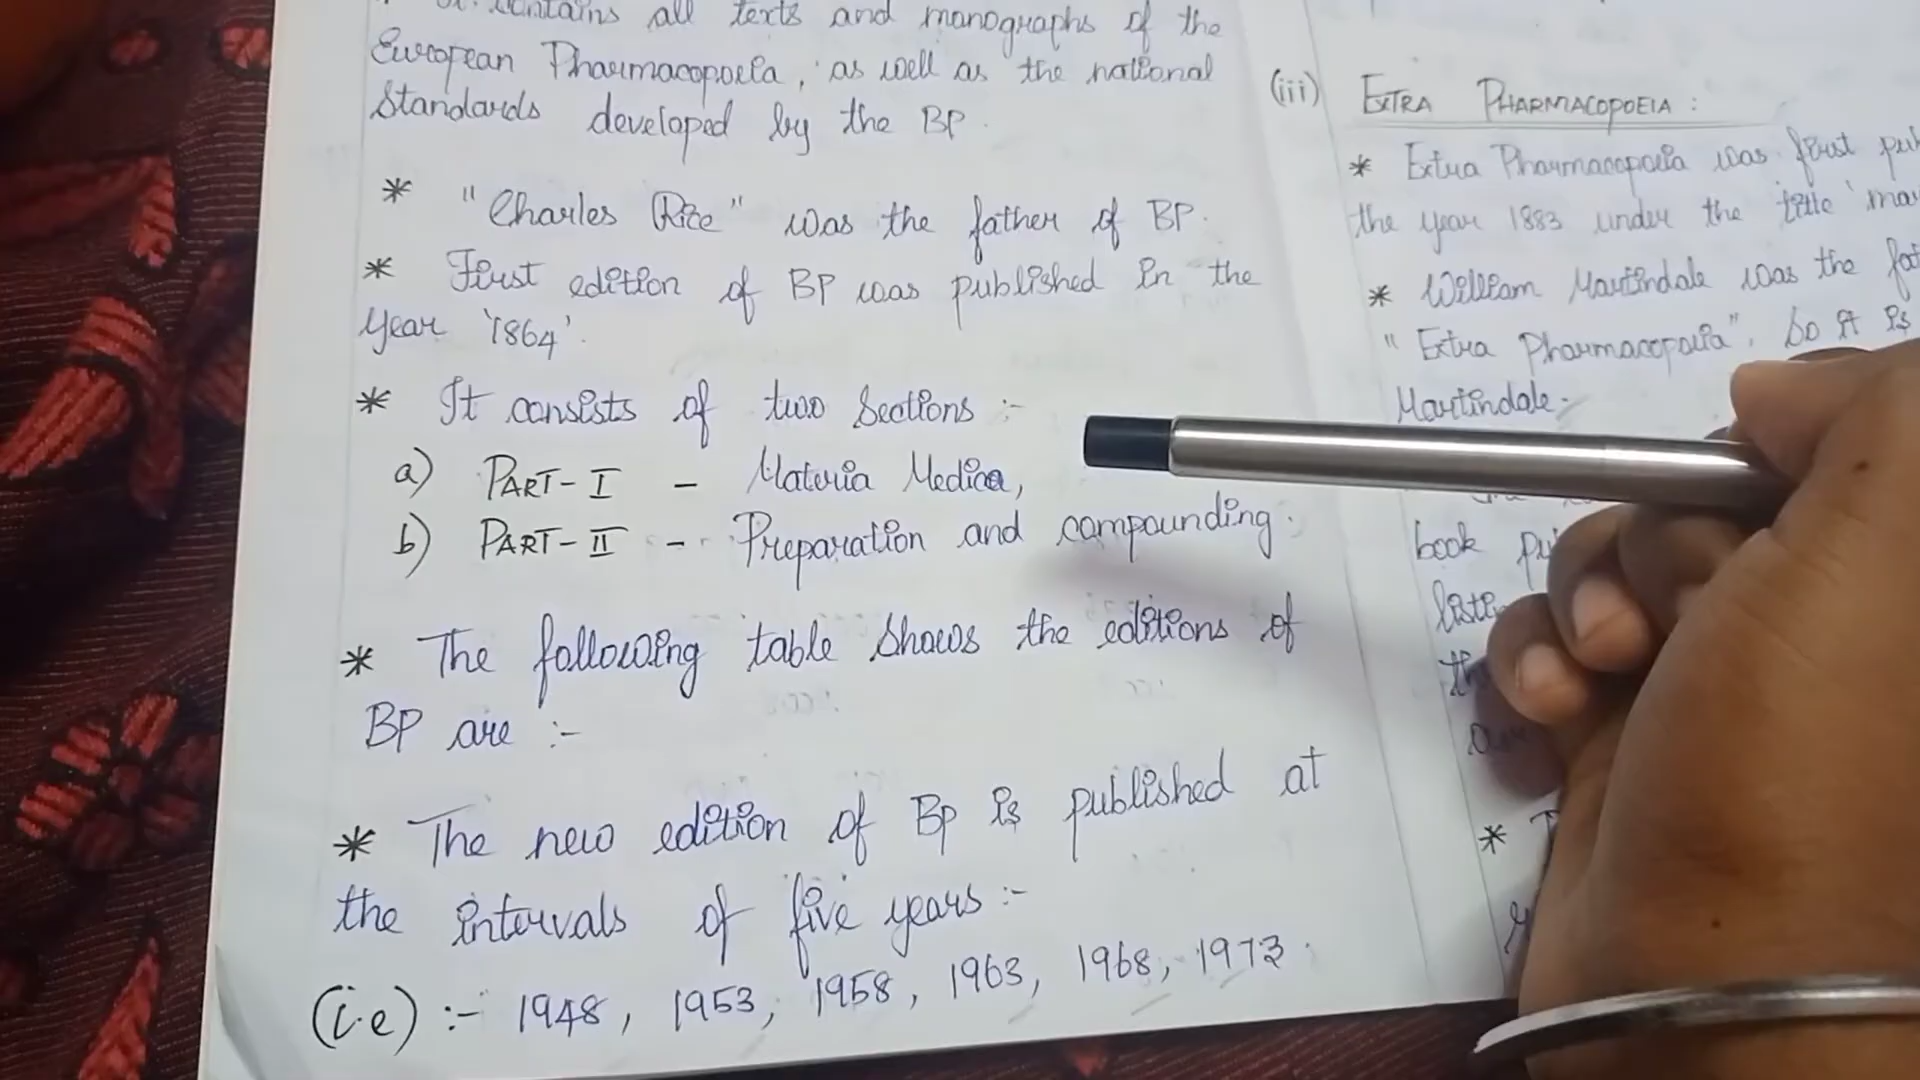 contains all texts and monographs of the
European Pharmacopoeia, as well as the national
Standards developed by the BP.
* "Charles Rice" was the father of BP.
* First edition of BP was published in the
year '1864'.
* It consists of two Sections :-
a) PART-I - Materia Medica,
b) PART-II - Preparation and compounding.
* The following table shows the editions of
BP are :-
* The new edition of BP is published at
the intervals of five years :-
(i.e) :- 1948, 1953, 1958, 1963, 1968, 1973.
(iii) EXTRA PHARMACOPOEIA :
* Extra Pharmacopoeia was first
the year 1883 under the title
* William Martindale was the
"Extra Pharmacopoeia". So it is
Martindale.
book
*